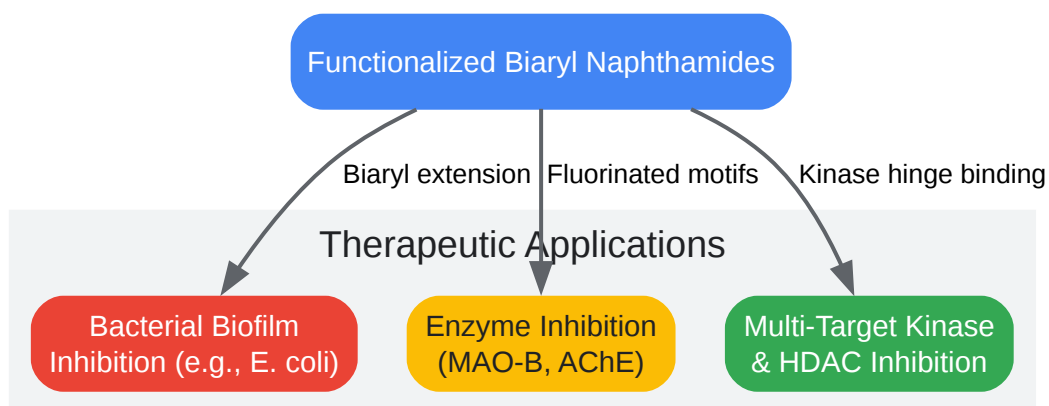 Functionalized Biaryl Naphthamides
Biaryl extension
Fluorinated motifs
Kinase hinge binding
Therapeutic Applications
Bacterial Biofilm
Inhibition (e.g., E. coli)
Enzyme Inhibition
(MAO-B, AChE)
Multi-Target Kinase
& HDAC Inhibition